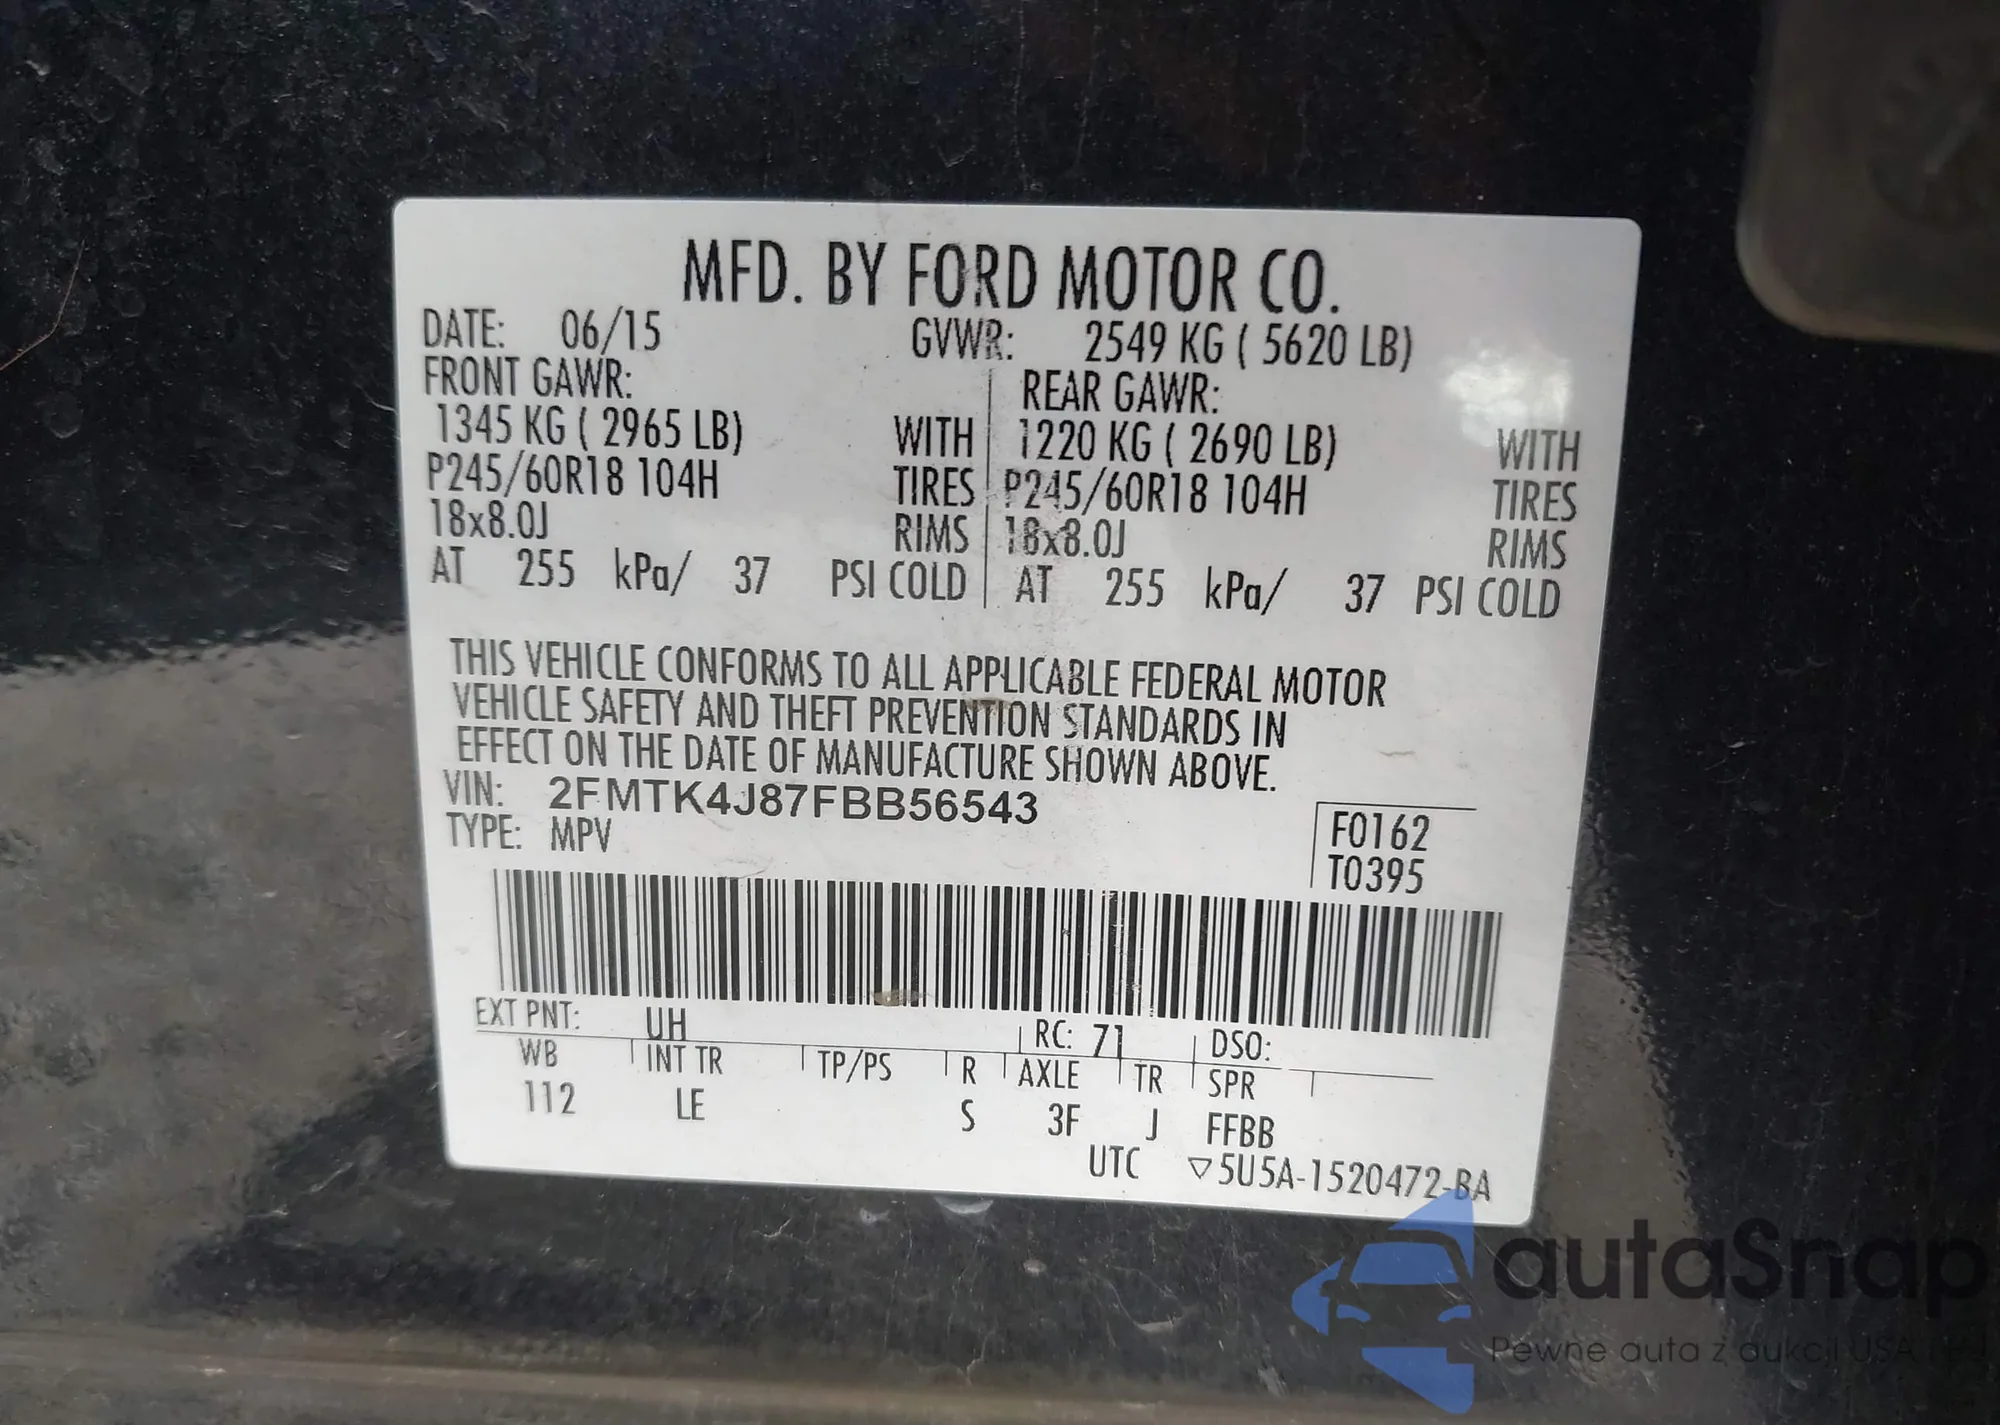 MFD. BY FORD MOTOR CO.
DATE: 06/15 GVWR: 2549 KG ( 5620 LB)
FRONT GAWR: REAR GAWR:
1345 KG ( 2965 LB) WITH 1220 KG ( 2690 LB) WITH
P245/60R18 104H TIRES P245/60R18 104H TIRES
18x8.0J RIMS 18x8.0J RIMS
AT 255 kPa/ 37 PSI COLD AT 255 kPa/ 37 PSI COLD
THIS VEHICLE CONFORMS TO ALL APPLICABLE FEDERAL MOTOR
VEHICLE SAFETY AND THEFT PREVENTION STANDARDS IN
EFFECT ON THE DATE OF MANUFACTURE SHOWN ABOVE.
VIN: 2FMTK4J87FBB56543
TYPE: MPV
F0162
T0395
EXT PNT: UH RC: 71 DSO:
WB INT TR TP/PS R AXLE TR SPR
112 LE S 3F J FFBB
UTC ▽5U5A-1520472-BA
autaSnap
Pewne auta z aukcji USA